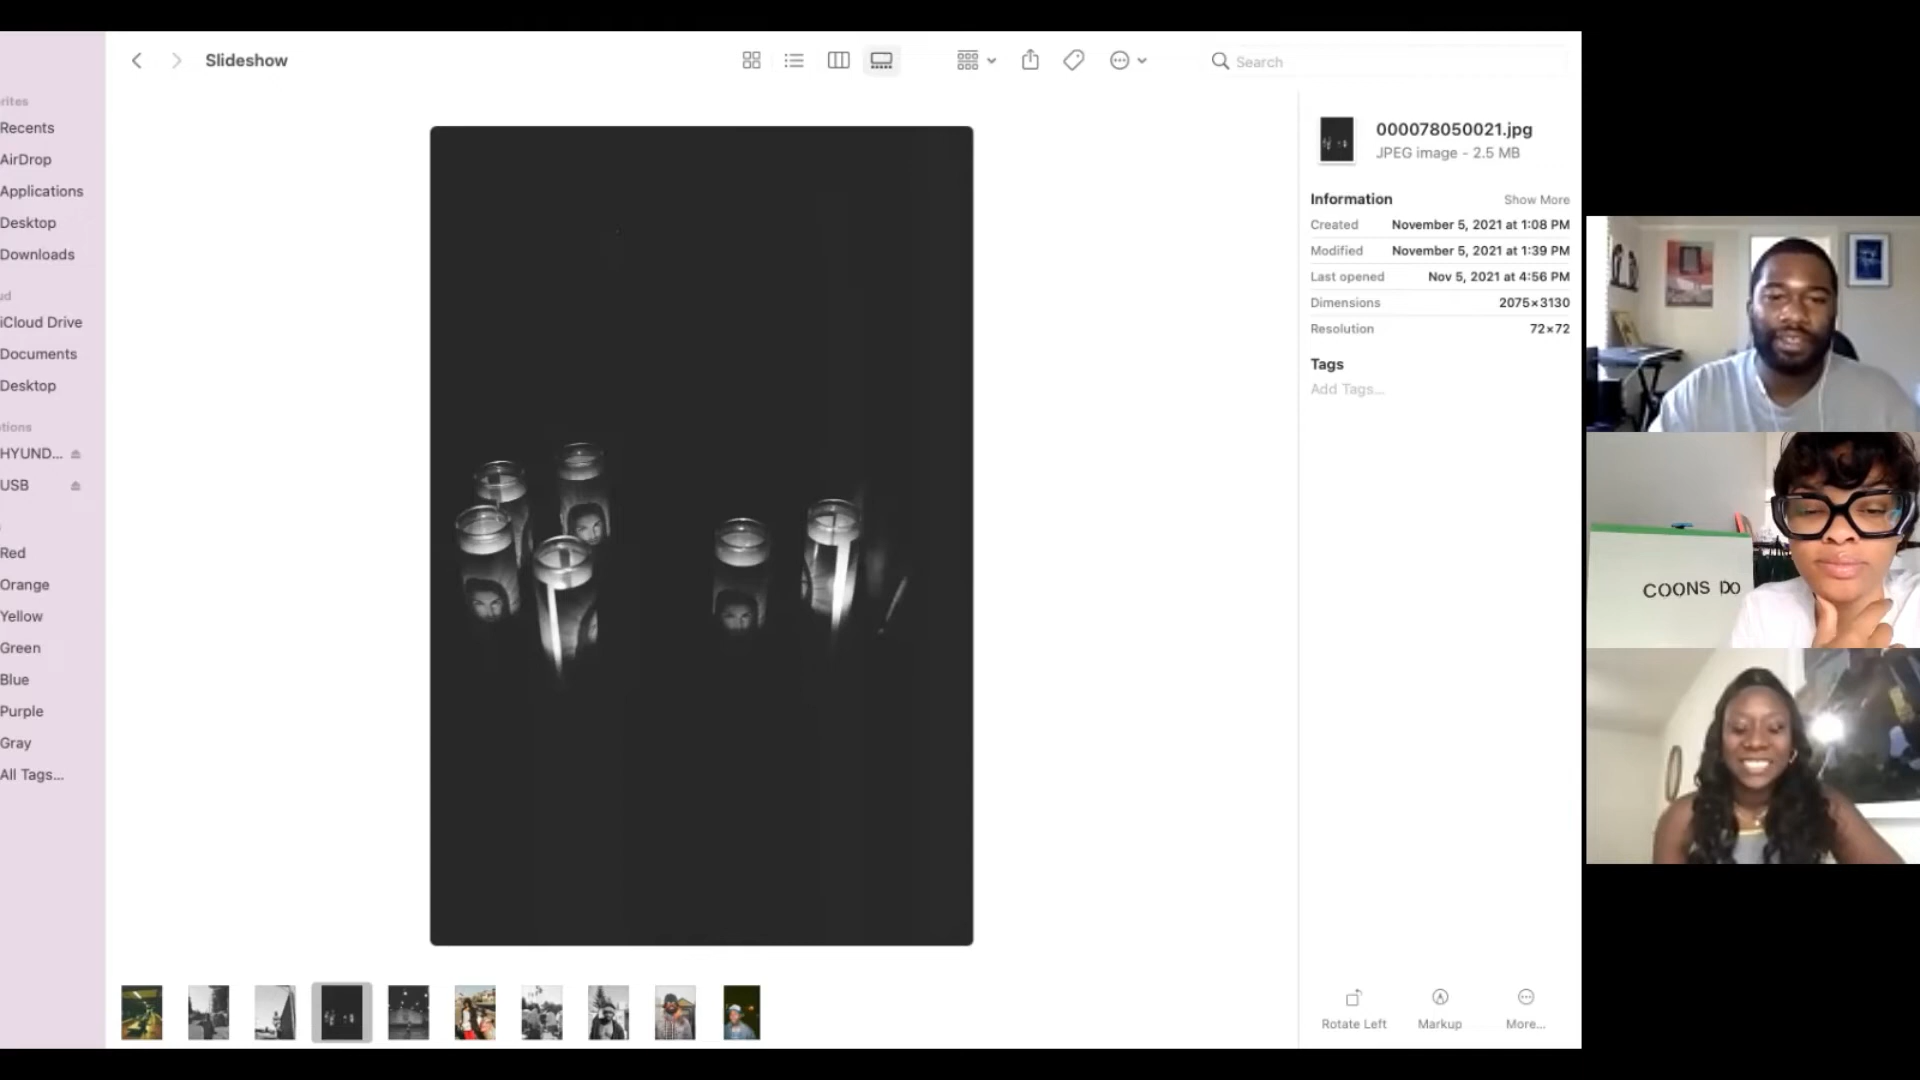 Slideshow
Search
rites
Recents
AirDrop
Applications
Desktop
Downloads
ud
iCloud Drive
Documents
Desktop
tions
HYUND...
USB
Red
Orange
Yellow
Green
Blue
Purple
Gray
All Tags...
000078050021.jpg
JPEG image - 2.5 MB
Information Show More
Created November 5, 2021 at 1:08 PM
Modified November 5, 2021 at 1:39 PM
Last opened Nov 5, 2021 at 4:56 PM
Dimensions 2075×3130
Resolution 72×72
Tags
Add Tags...
Rotate Left Markup More...
COONS DO